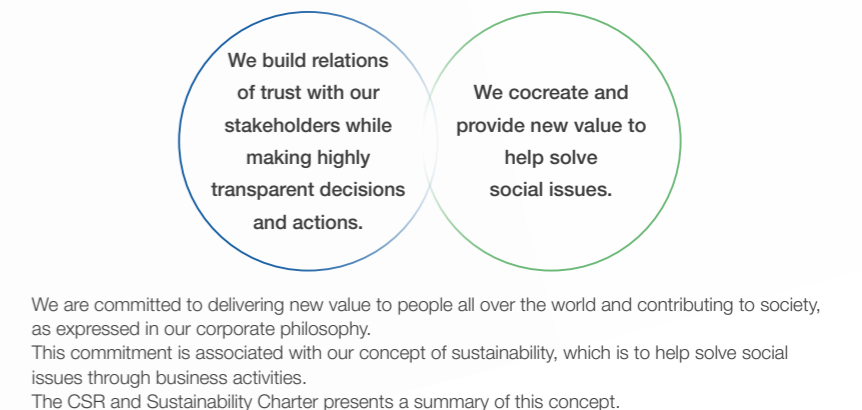 We build relations
of trust with our
stakeholders while
making highly
transparent decisions
and actions.
We cocreate and
provide new value to
help solve
social issues.
We are committed to delivering new value to people all over the world and contributing to society,
as expressed in our corporate philosophy.
This commitment is associated with our concept of sustainability, which is to help solve social
issues through business activities.
The CSR and Sustainability Charter presents a summary of this concept.